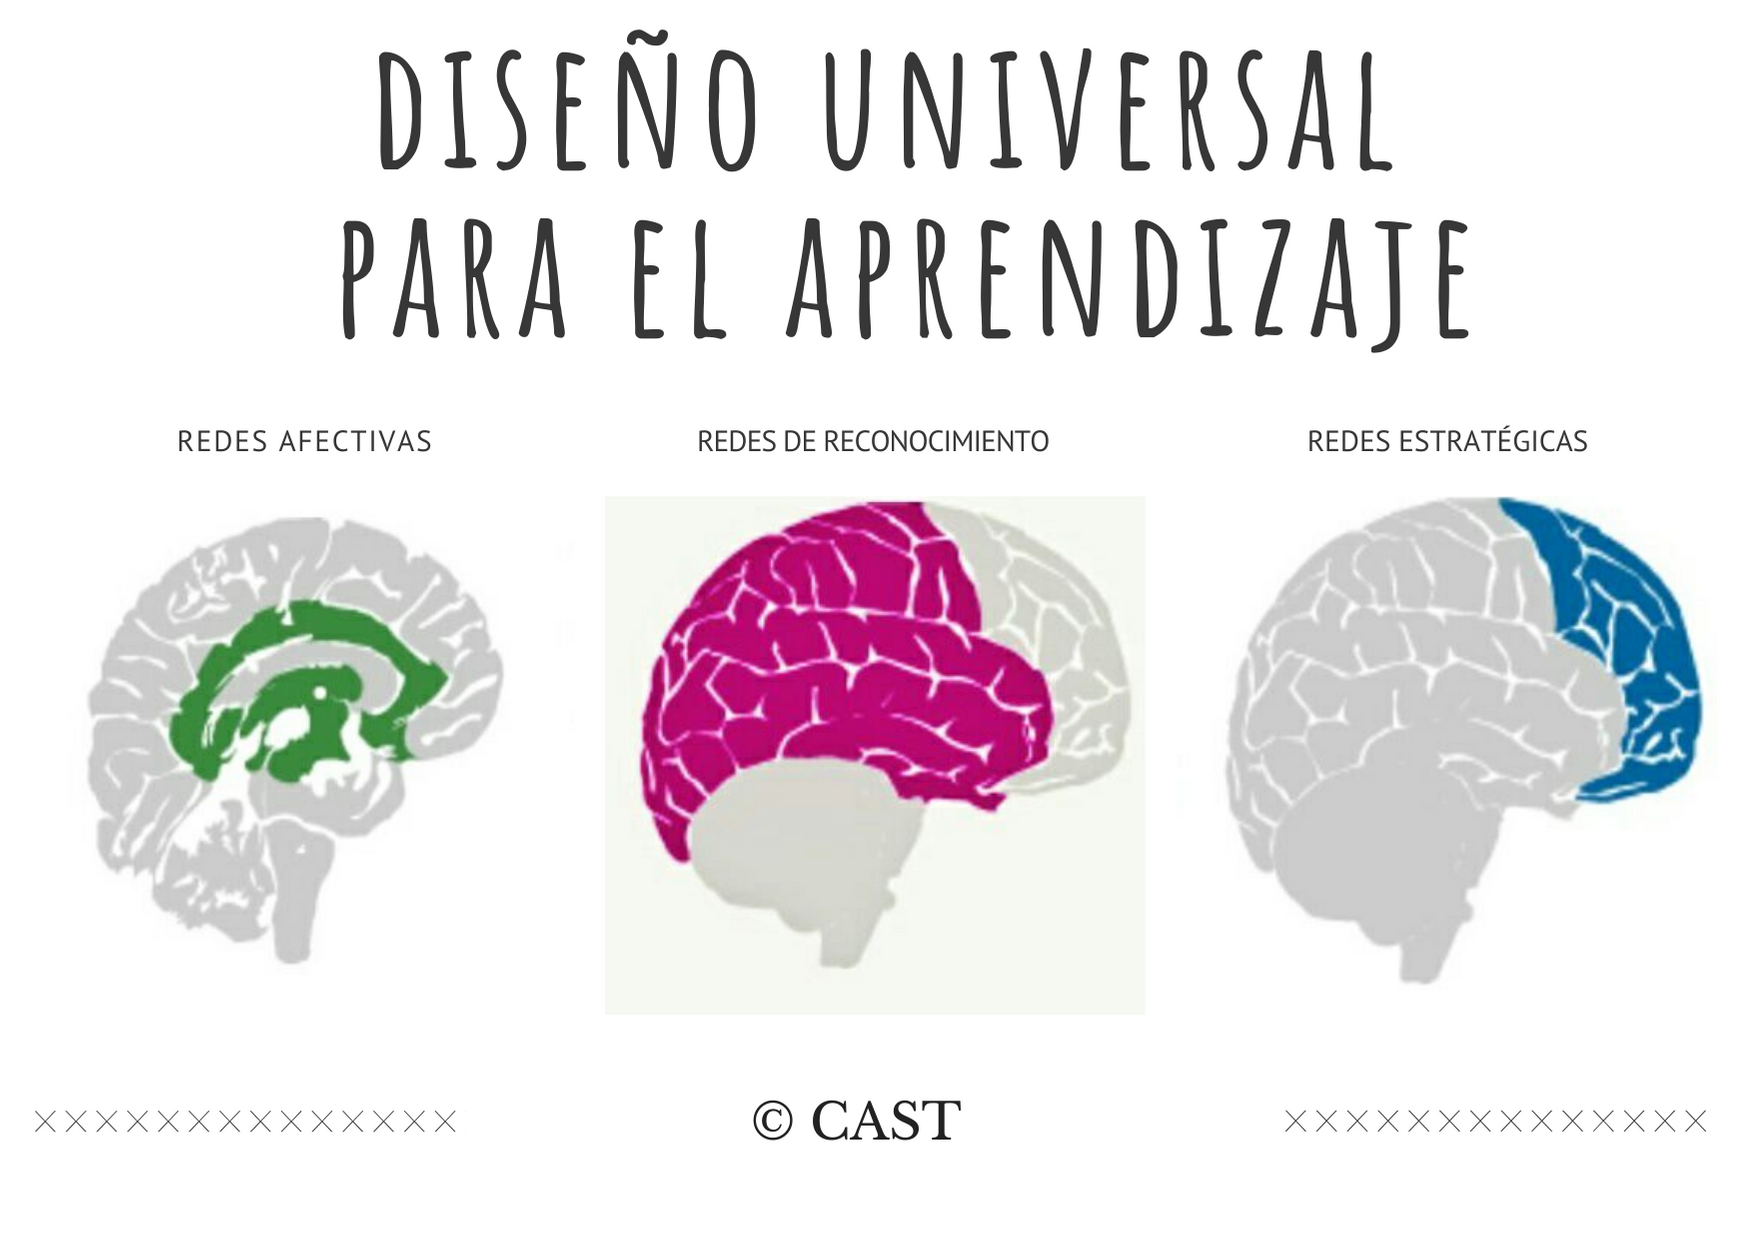 DISEÑO UNIVERSAL
PARA EL APRENDIZAJE
REDES AFECTIVAS
REDES DE RECONOCIMIENTO
REDES ESTRATÉGICAS
© CAST